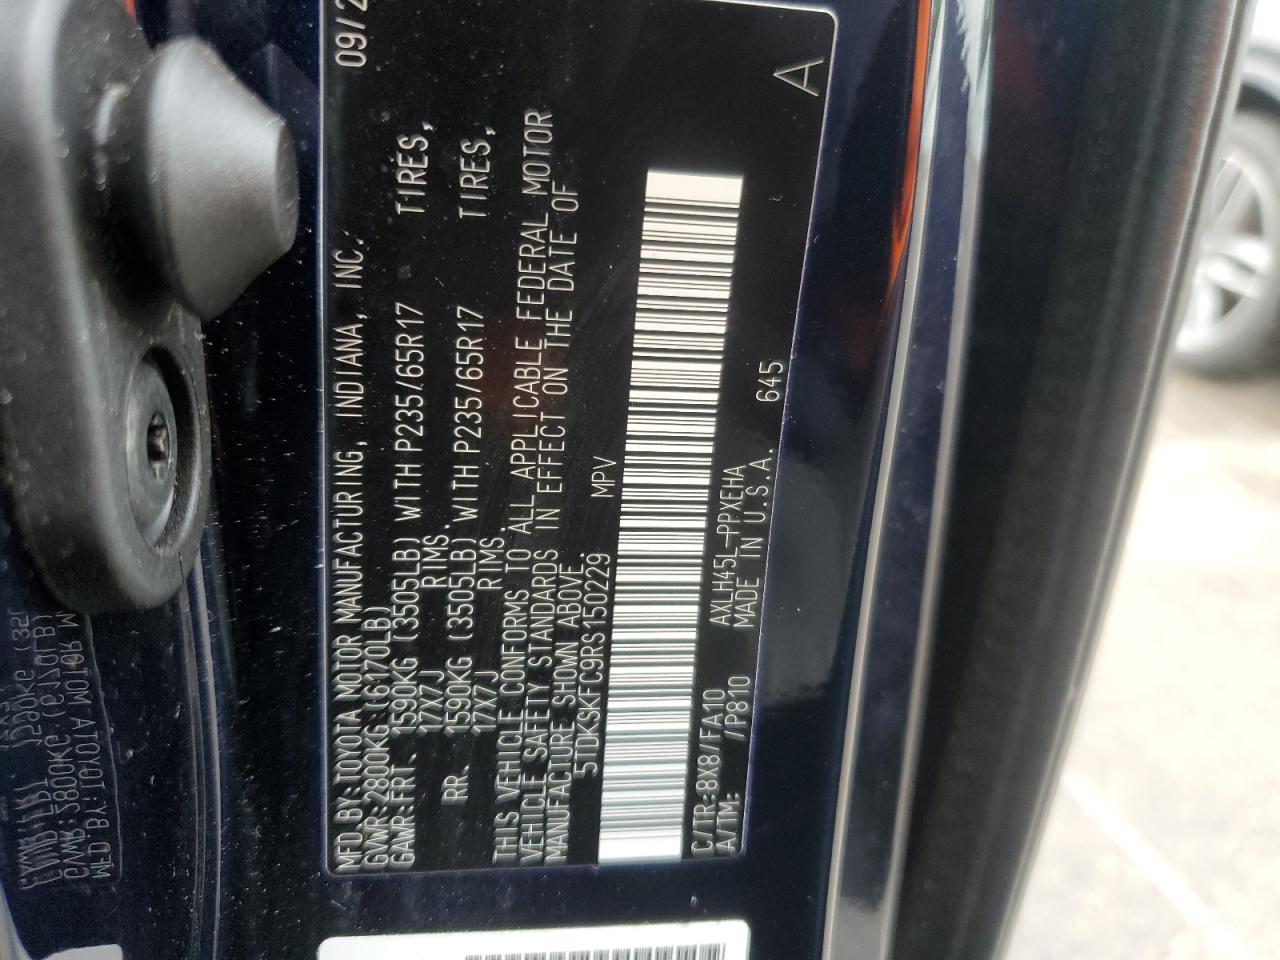 MFD.BY:TOYOTA MOTOR MANUFACTURING, INDIANA, INC. 09/2
GVWR:2800KG(6170LB)
GAWR:FRT. 1590KG (3505LB) WITH P235/65R17 TIRES,
17X7J RIMS.
RR. 1590KG (3505LB) WITH P235/65R17 TIRES,
17X7J RIMS.
THIS VEHICLE CONFORMS TO ALL APPLICABLE FEDERAL MOTOR
VEHICLE SAFETY STANDARDS IN EFFECT ON THE DATE OF
MANUFACTURE SHOWN ABOVE.
5TDKSKFC9RS150229 MPV
C/TR:8X8/FA10 AXLH45L-PPXEHA
A/TM: /P810 MADE IN U.S.A. 645
A